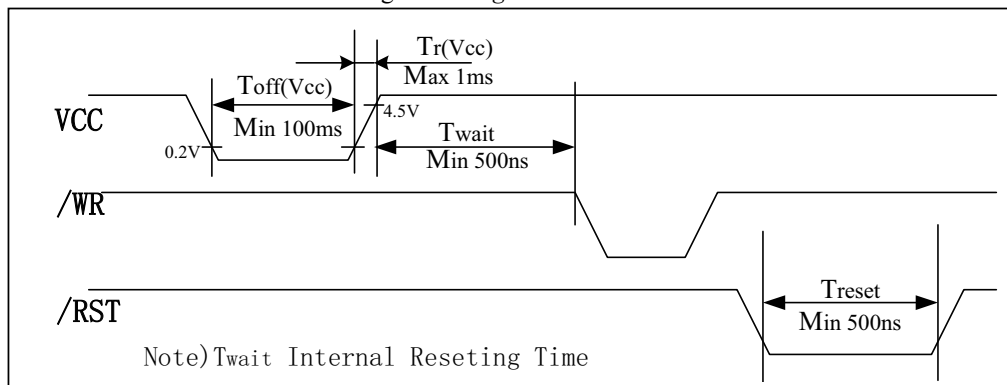 Tr(Vcc)
Max 1ms
Toff(Vcc)
Min 100ms
4.5V
VCC
0.2V
Twait
Min 500ns
/WR
Treset
Min 500ns
/RST
Note)Twait Internal Reseting Time